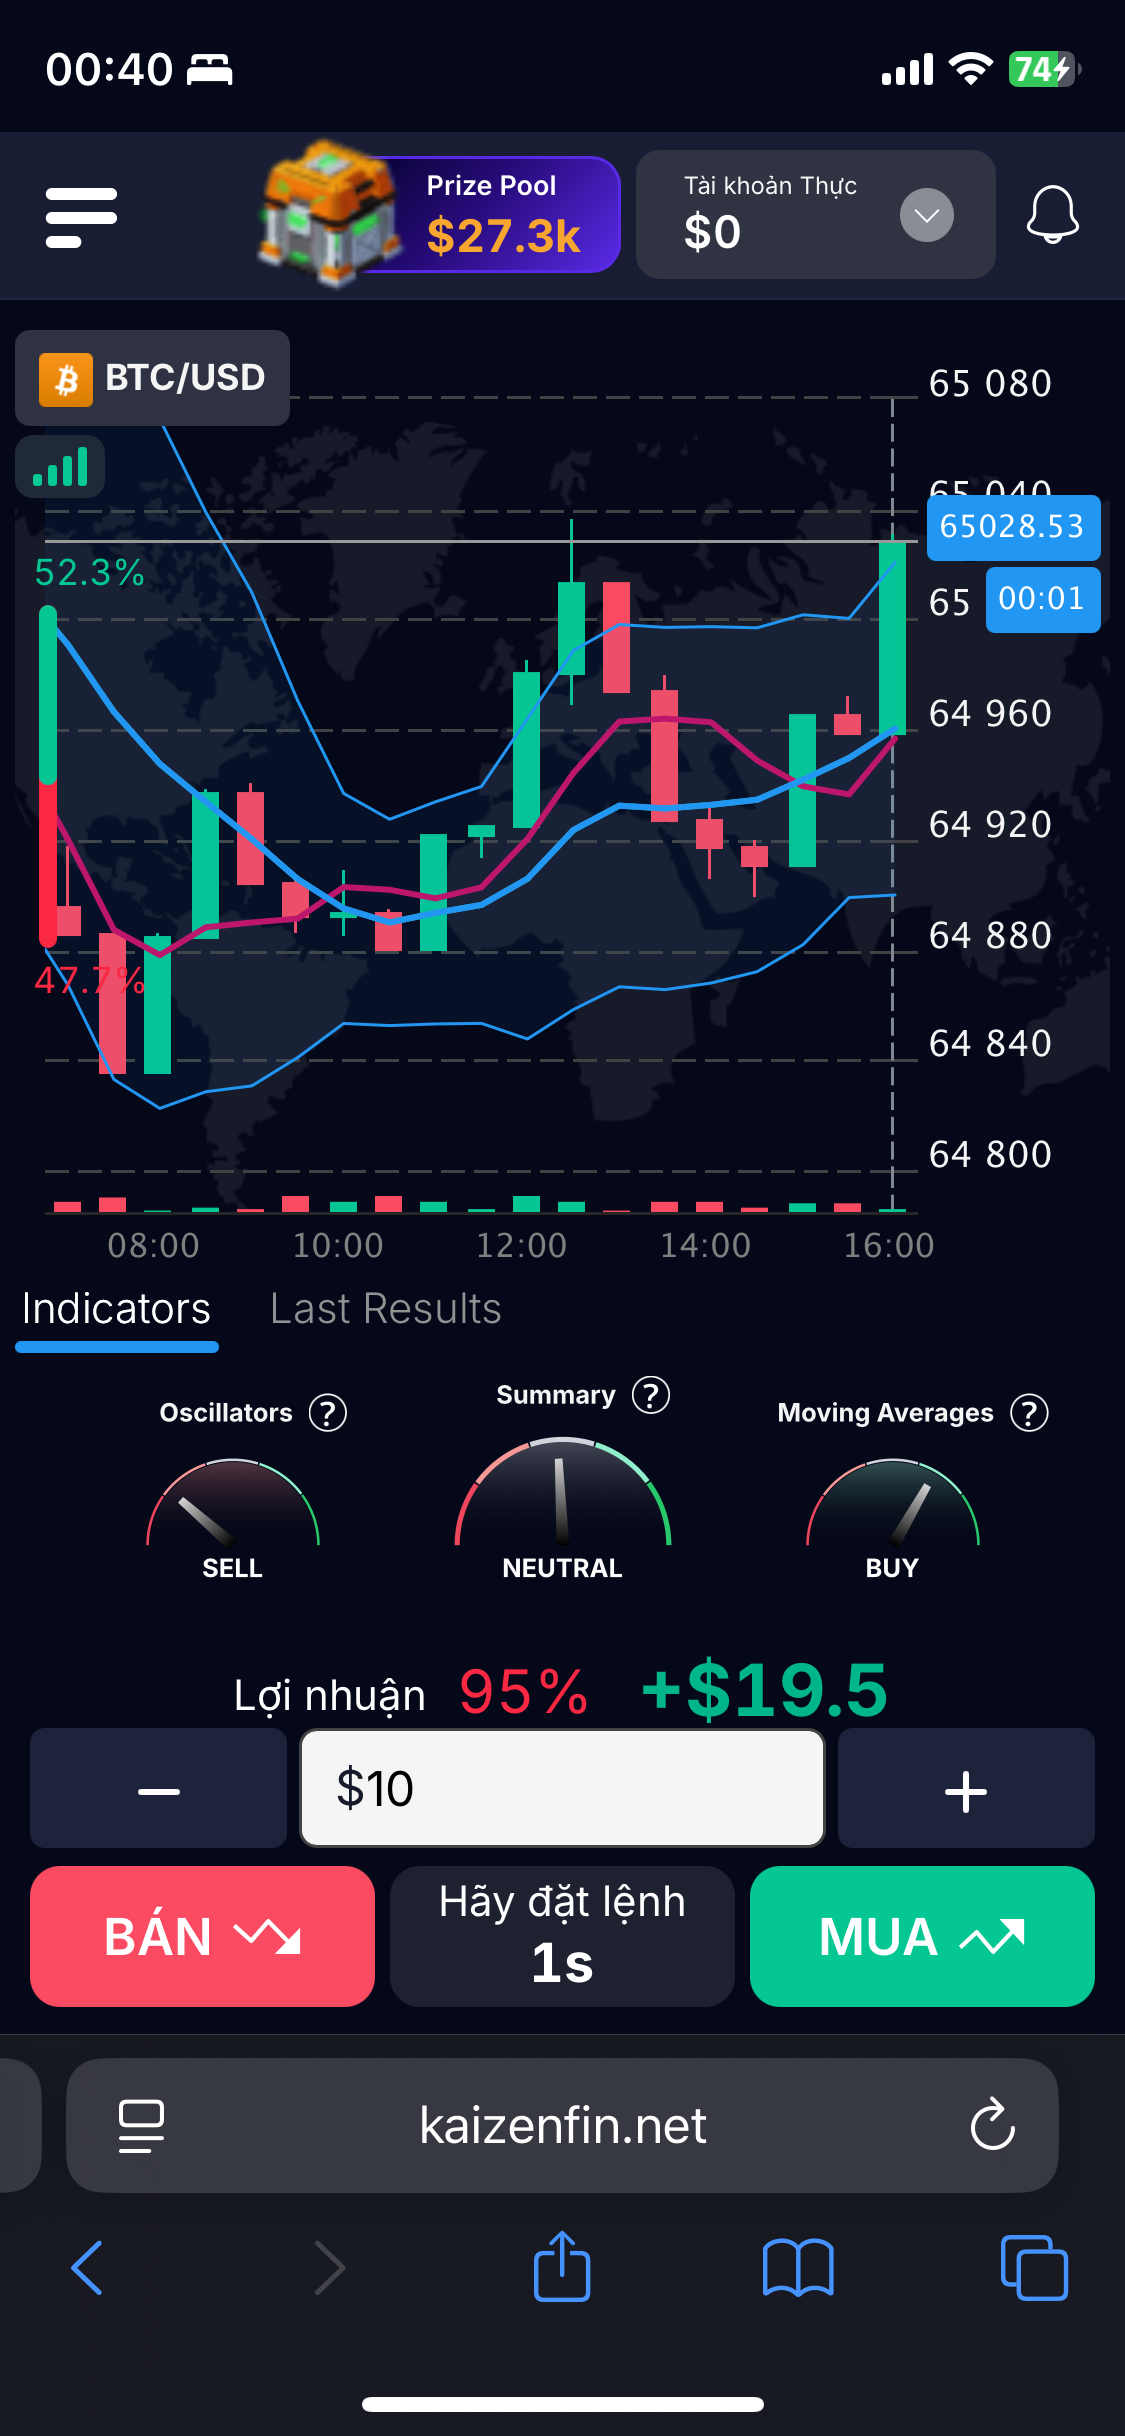 00:40
74
Prize Pool
$27.3k
Tài khoản Thực
$0
BTC/USD
65 080
65 040
65028.53
52.3%
65
00:01
64 960
64 920
64 880
47.7%
64 840
64 800
08:00 10:00 12:00 14:00 16:00
Indicators Last Results
Oscillators ? Summary ? Moving Averages ?
SELL NEUTRAL BUY
Lợi nhuận 95% +$19.5
$10
BÁN Hãy đặt lệnh MUA
1s
kaizenfin.net